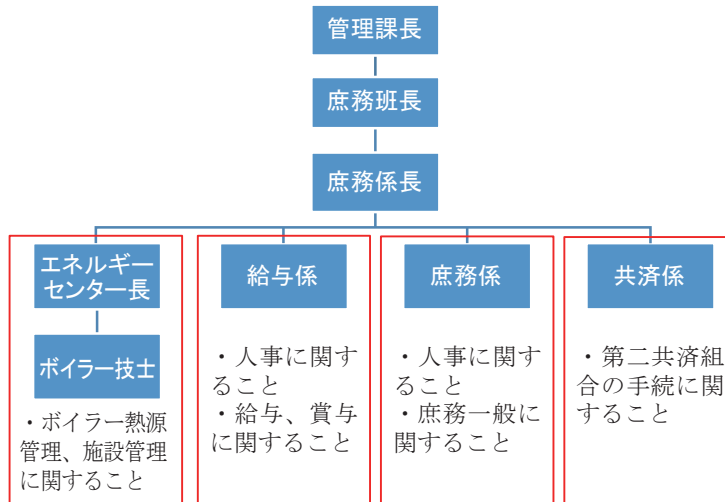 管理課長
庶務班長
庶務係長
エネルギー
センター長
ボイラー技士
・ボイラー熱源
管理、施設管理
に関すること
給与係
・人事に関す
ること
・給与、賞与
に関すること
庶務係
・人事に関す
ること
・庶務一般に
関すること
共済係
・第二共済組
合の手続に関
すること